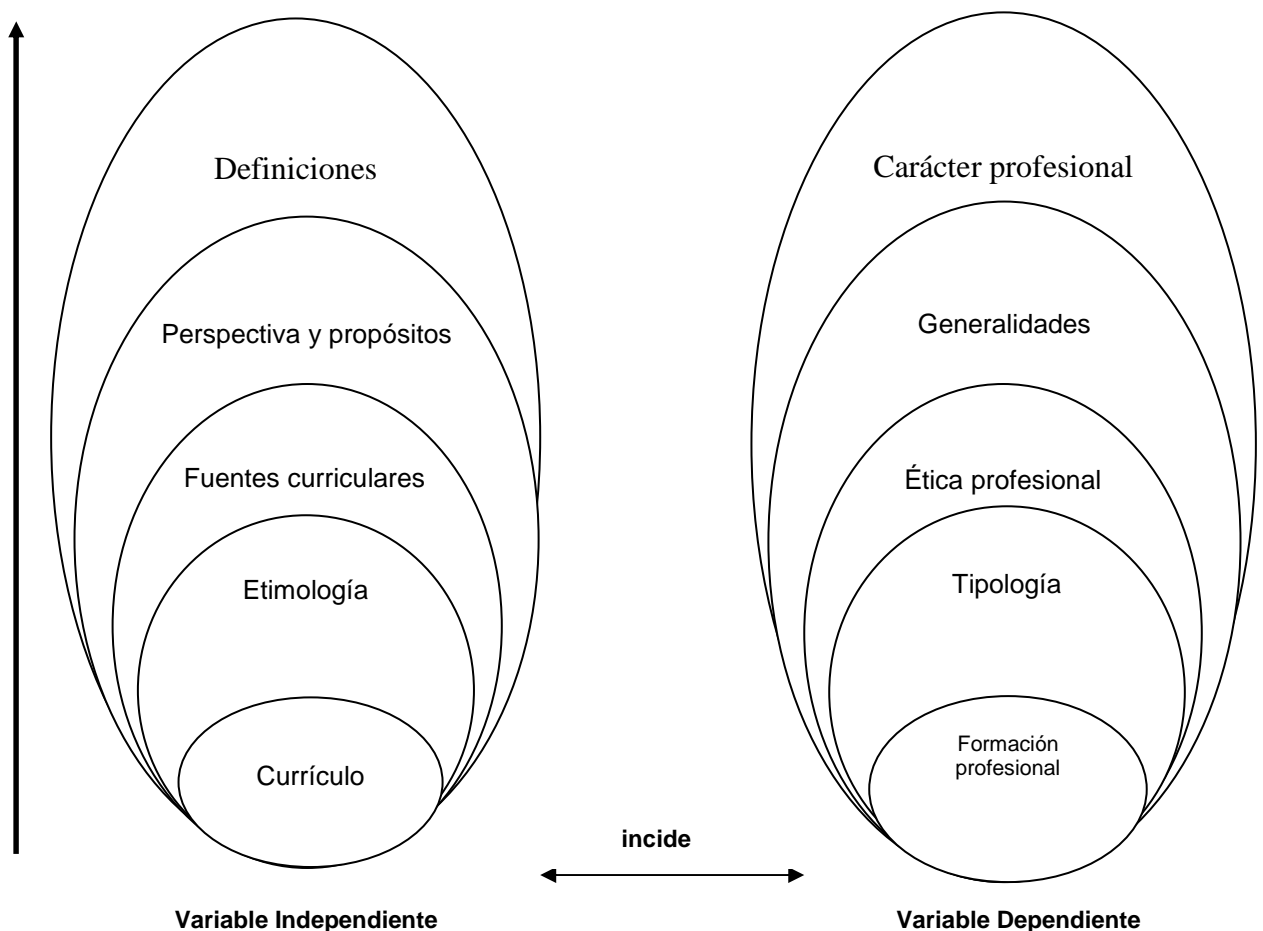 Definiciones
Perspectiva y propósitos
Fuentes curriculares
Etimología
Currículo
Carácter profesional
Generalidades
Ética profesional
Tipología
Formación
profesional
incide
Variable Independiente
Variable Dependiente